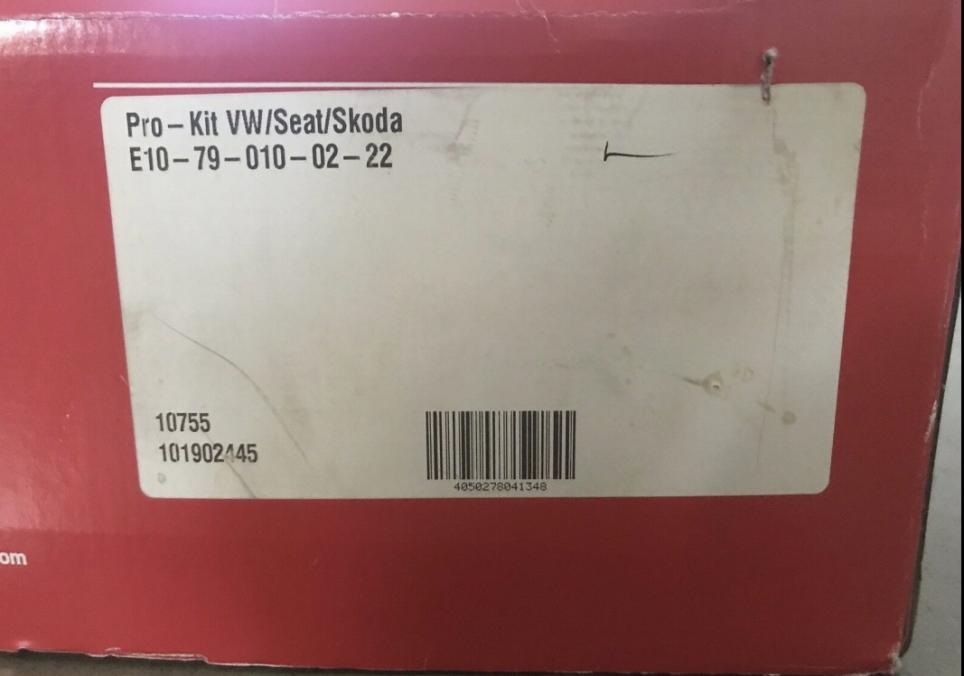 Pro – Kit VW/Seat/Skoda
E10 – 79 – 010 – 02 – 22
10755
101902445
4050278041348
om